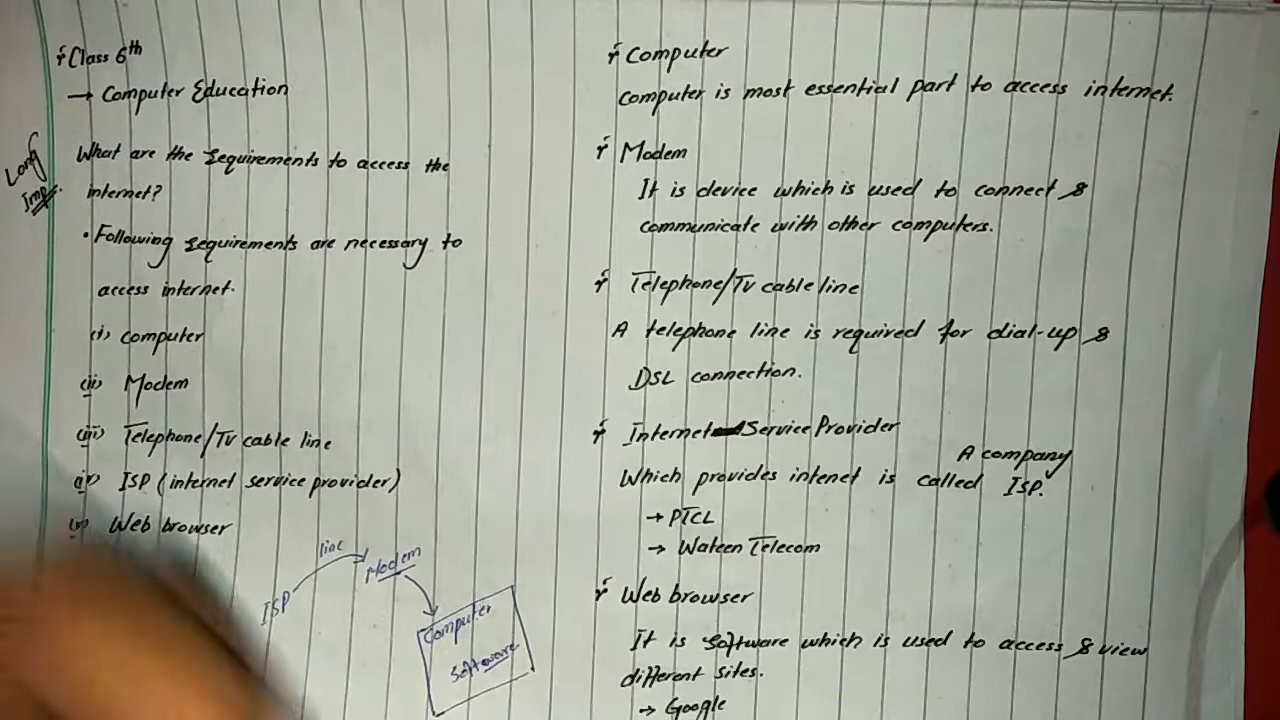 Class 6th
→ Computer Education
Long
Imp.
What are the requirements to access the
internet?
• Following requirements are necessary to
access internet.
(i) Computer
(ii) Modem
(iii) Telephone/Tv cable line
(iv) ISP (internet service provider)
(v) Web browser
line
Modem
ISP
Computer
Software
Computer
Computer is most essential part to access internet.
Modem
It is device which is used to connect &
communicate with other computers.
Telephone/Tv cable line
A telephone line is required for dial-up &
DSL connection.
Internet Service Provider
A company
Which provides intenet is called ISP.
→ PTCL
→ Wateen Telecom
Web browser
It is Software which is used to access & view
different sites.
→ Google